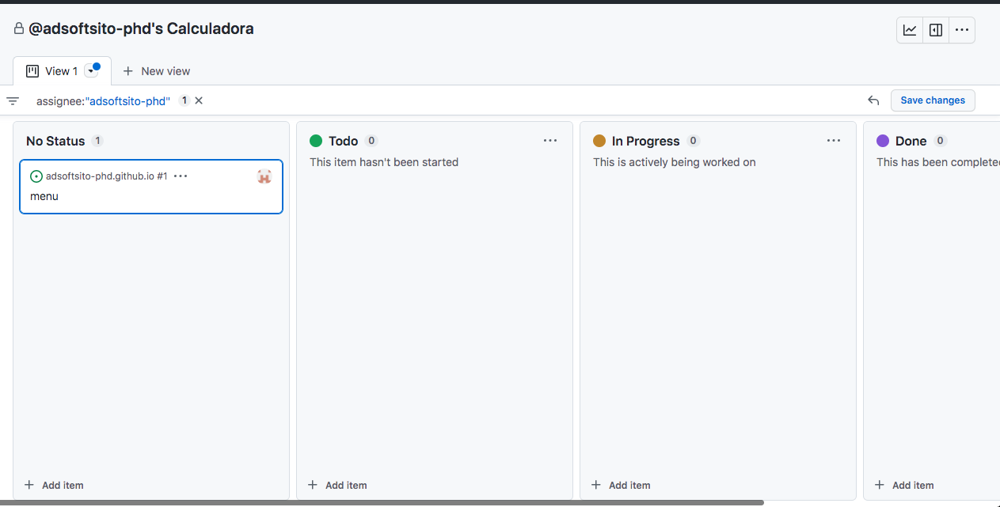 @adsoftsito-phd's Calculadora
View 1
New view
assignee:"adsoftsito-phd" 1
Save changes
No Status 1
adsoftsito-phd.github.io #1
menu
Add item
Todo 0
This item hasn't been started
Add item
In Progress 0
This is actively being worked on
Add item
Done 0
This has been complete
Add item